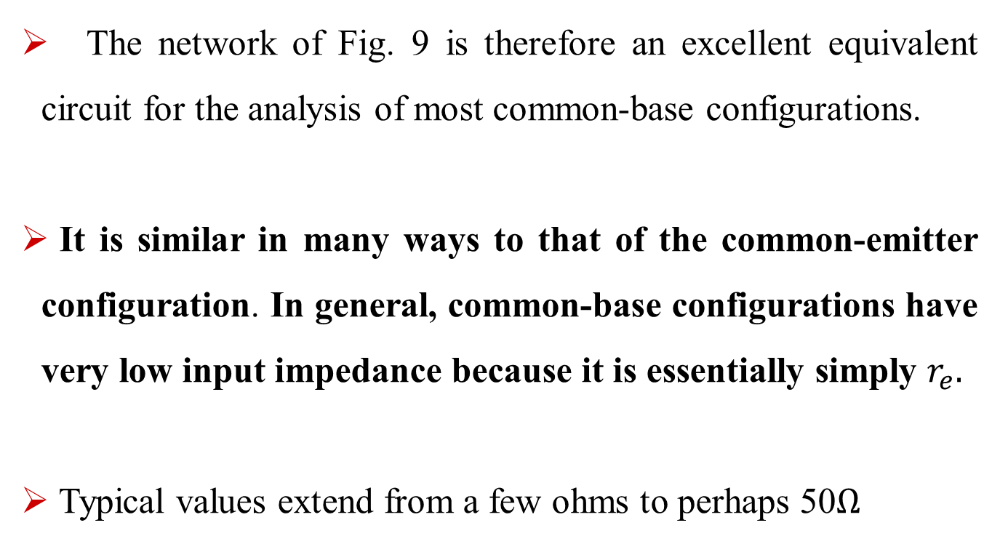 ➢ The network of Fig. 9 is therefore an excellent equivalent
circuit for the analysis of most common-base configurations.
➢ It is similar in many ways to that of the common-emitter
configuration. In general, common-base configurations have
very low input impedance because it is essentially simply rₑ.
➢ Typical values extend from a few ohms to perhaps 50Ω